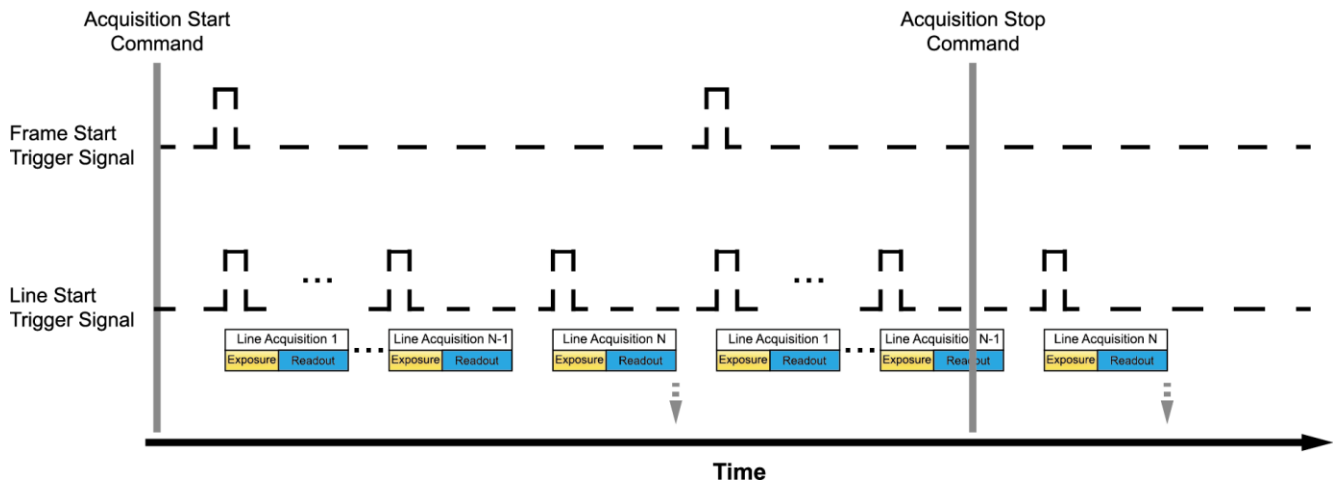 Acquisition Start
Command
Acquisition Stop
Command
Frame Start
Trigger Signal
Line Start
Trigger Signal
Line Acquisition 1
Exposure Readout
...
Line Acquisition N-1
Exposure Readout
Line Acquisition N
Exposure Readout
Line Acquisition 1
Exposure Readout
...
Line Acquisition N-1
Exposure Readout
Line Acquisition N
Exposure Readout
Time